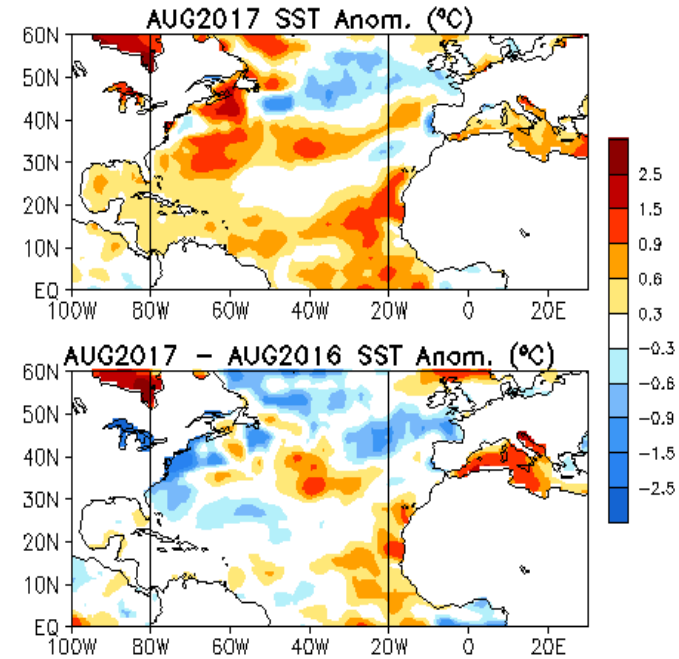 AUG2017 SST Anom. (°C)
60N
50N
40N
30N
20N
10N
EQ
100W 80W 60W 40W 20W 0 20E
AUG2017 - AUG2016 SST Anom. (°C)
60N
50N
40N
30N
20N
10N
EQ
100W 80W 60W 40W 20W 0 20E
2.5
1.5
0.9
0.6
0.3
-0.3
-0.6
-0.9
-1.5
-2.5